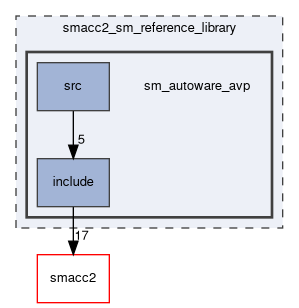 smacc2_sm_reference_library
src
sm_autoware_avp
5
include
17
smacc2